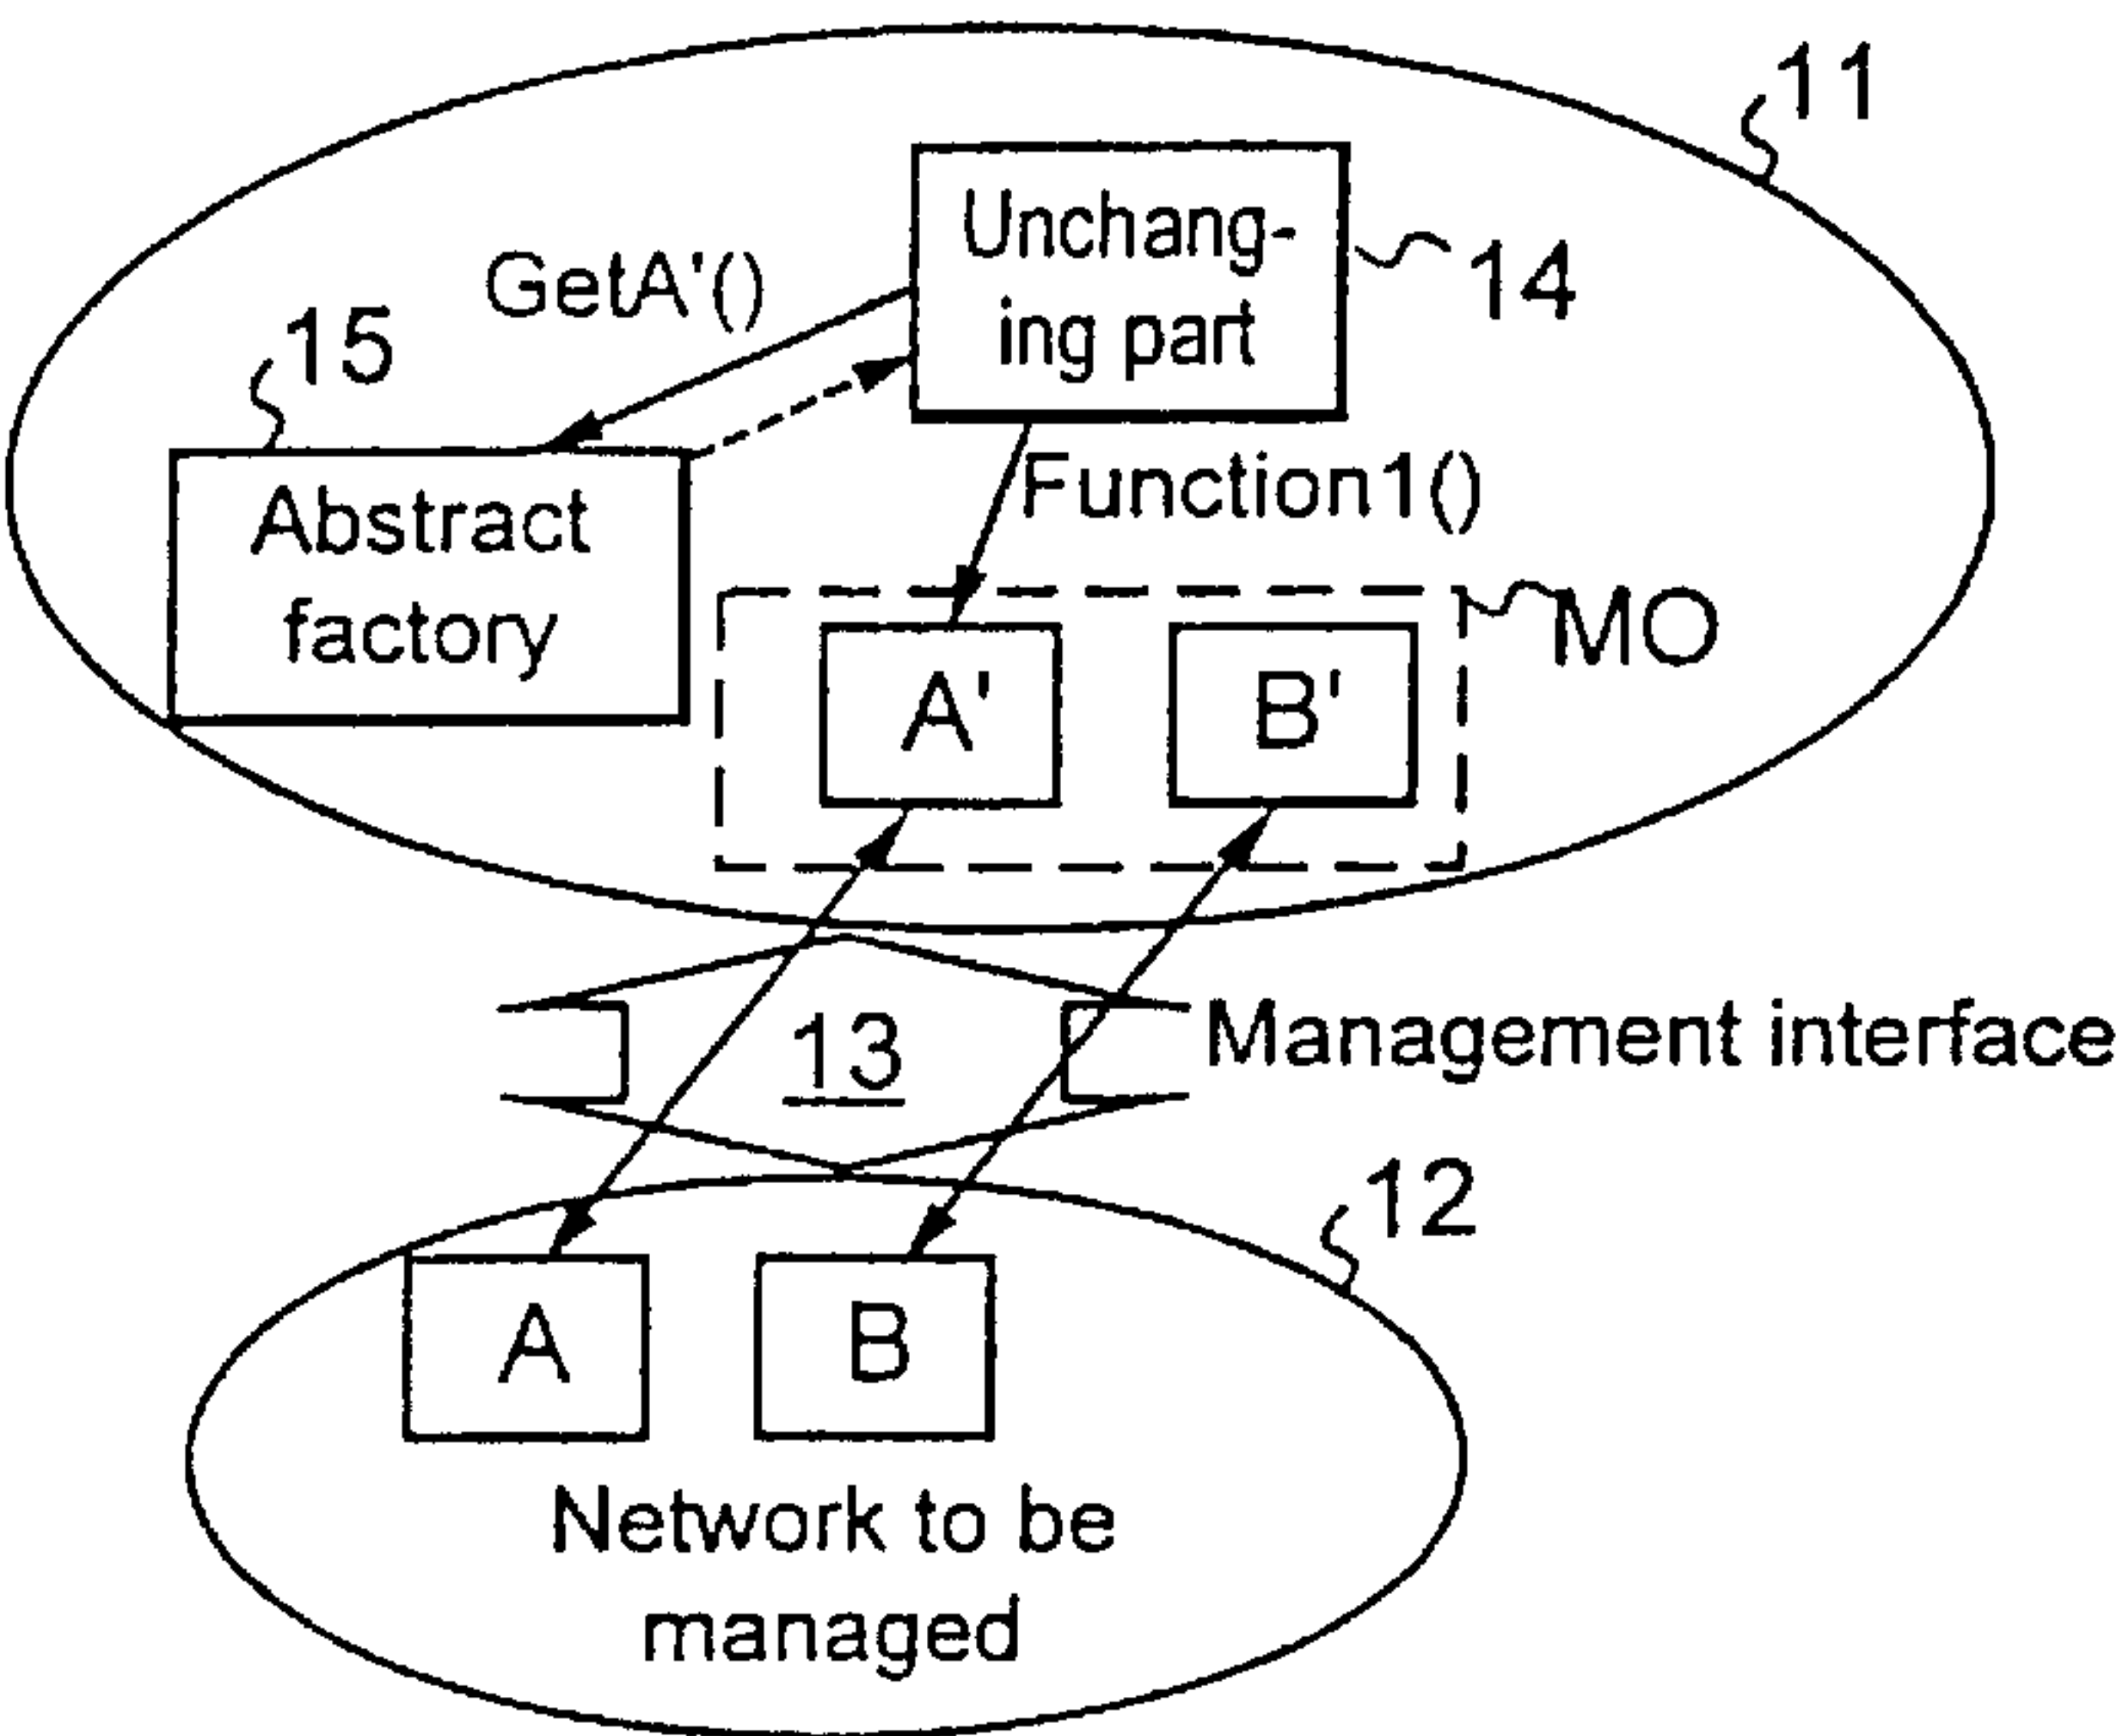 11
Unchang-
ing part
14
GetA'()
15
Abstract
factory
Function1()
MO
A'
B'
13
Management interface
12
A
B
Network to be
managed